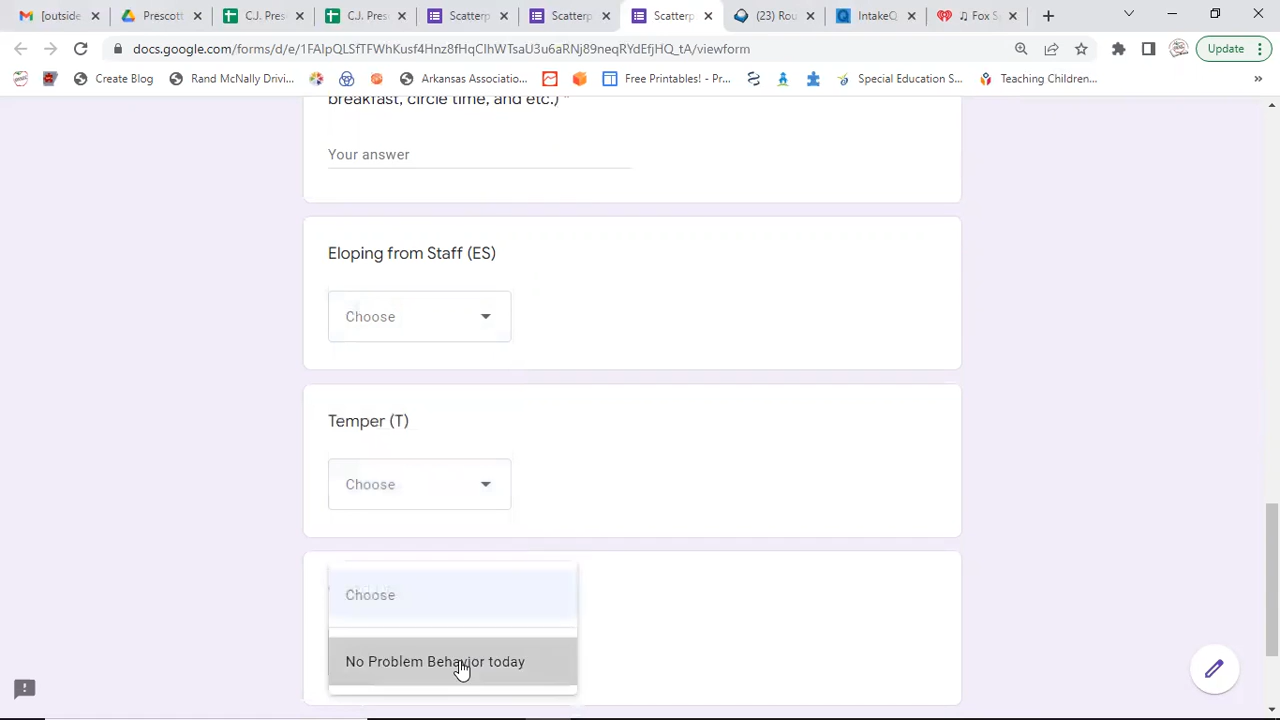 [outside
Prescott
C.J. Pres
C.J. Pres
Scatterp
Scatterp
Scatterp
(23) Rou
IntakeQ
♫ Fox S
docs.google.com/forms/d/e/1FAIpQLSfTFWhKusf4Hnz8fHqClhWTsaU3u6aRNj89neqRYdEfjHQ_tA/viewform
Update
Create Blog
Rand McNally Drivi...
Arkansas Associatio...
Free Printables! - Pr...
Special Education S...
Teaching Children...
»
breakfast, circle time, and etc.) *
Your answer
Eloping from Staff (ES)
Choose
Temper (T)
Choose
Choose
No Problem Behavior today